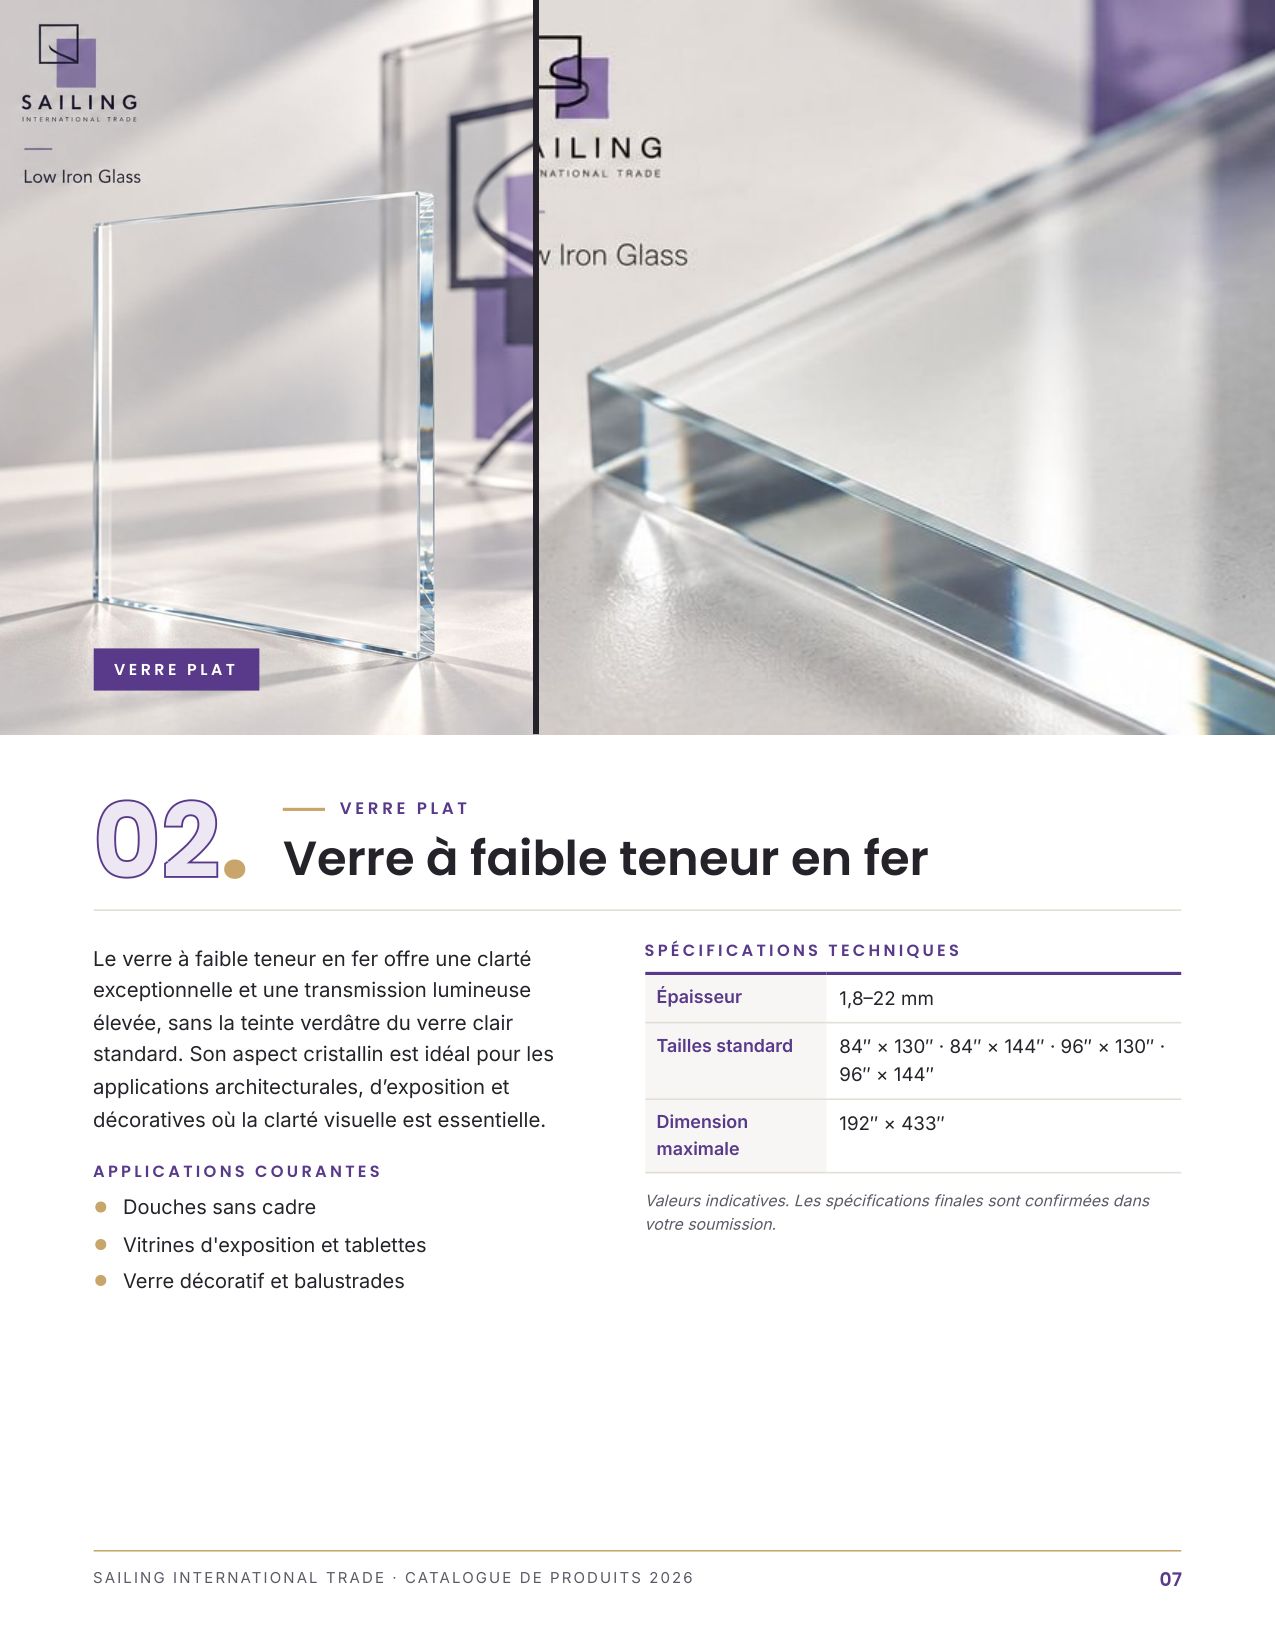 SAILING
INTERNATIONAL TRADE
Low Iron Glass
AILING
NATIONAL TRADE
w Iron Glass
VERRE PLAT
02.
VERRE PLAT
Verre à faible teneur en fer
Le verre à faible teneur en fer offre une clarté
exceptionnelle et une transmission lumineuse
élevée, sans la teinte verdâtre du verre clair
standard. Son aspect cristallin est idéal pour les
applications architecturales, d’exposition et
décoratives où la clarté visuelle est essentielle.
APPLICATIONS COURANTES
Douches sans cadre
Vitrines d'exposition et tablettes
Verre décoratif et balustrades
SPÉCIFICATIONS TECHNIQUES
Épaisseur 1,8–22 mm
Tailles standard 84″ × 130″ · 84″ × 144″ · 96″ × 130″ ·
96″ × 144″
Dimension 192″ × 433″
maximale
Valeurs indicatives. Les spécifications finales sont confirmées dans
votre soumission.
SAILING INTERNATIONAL TRADE · CATALOGUE DE PRODUITS 2026 07